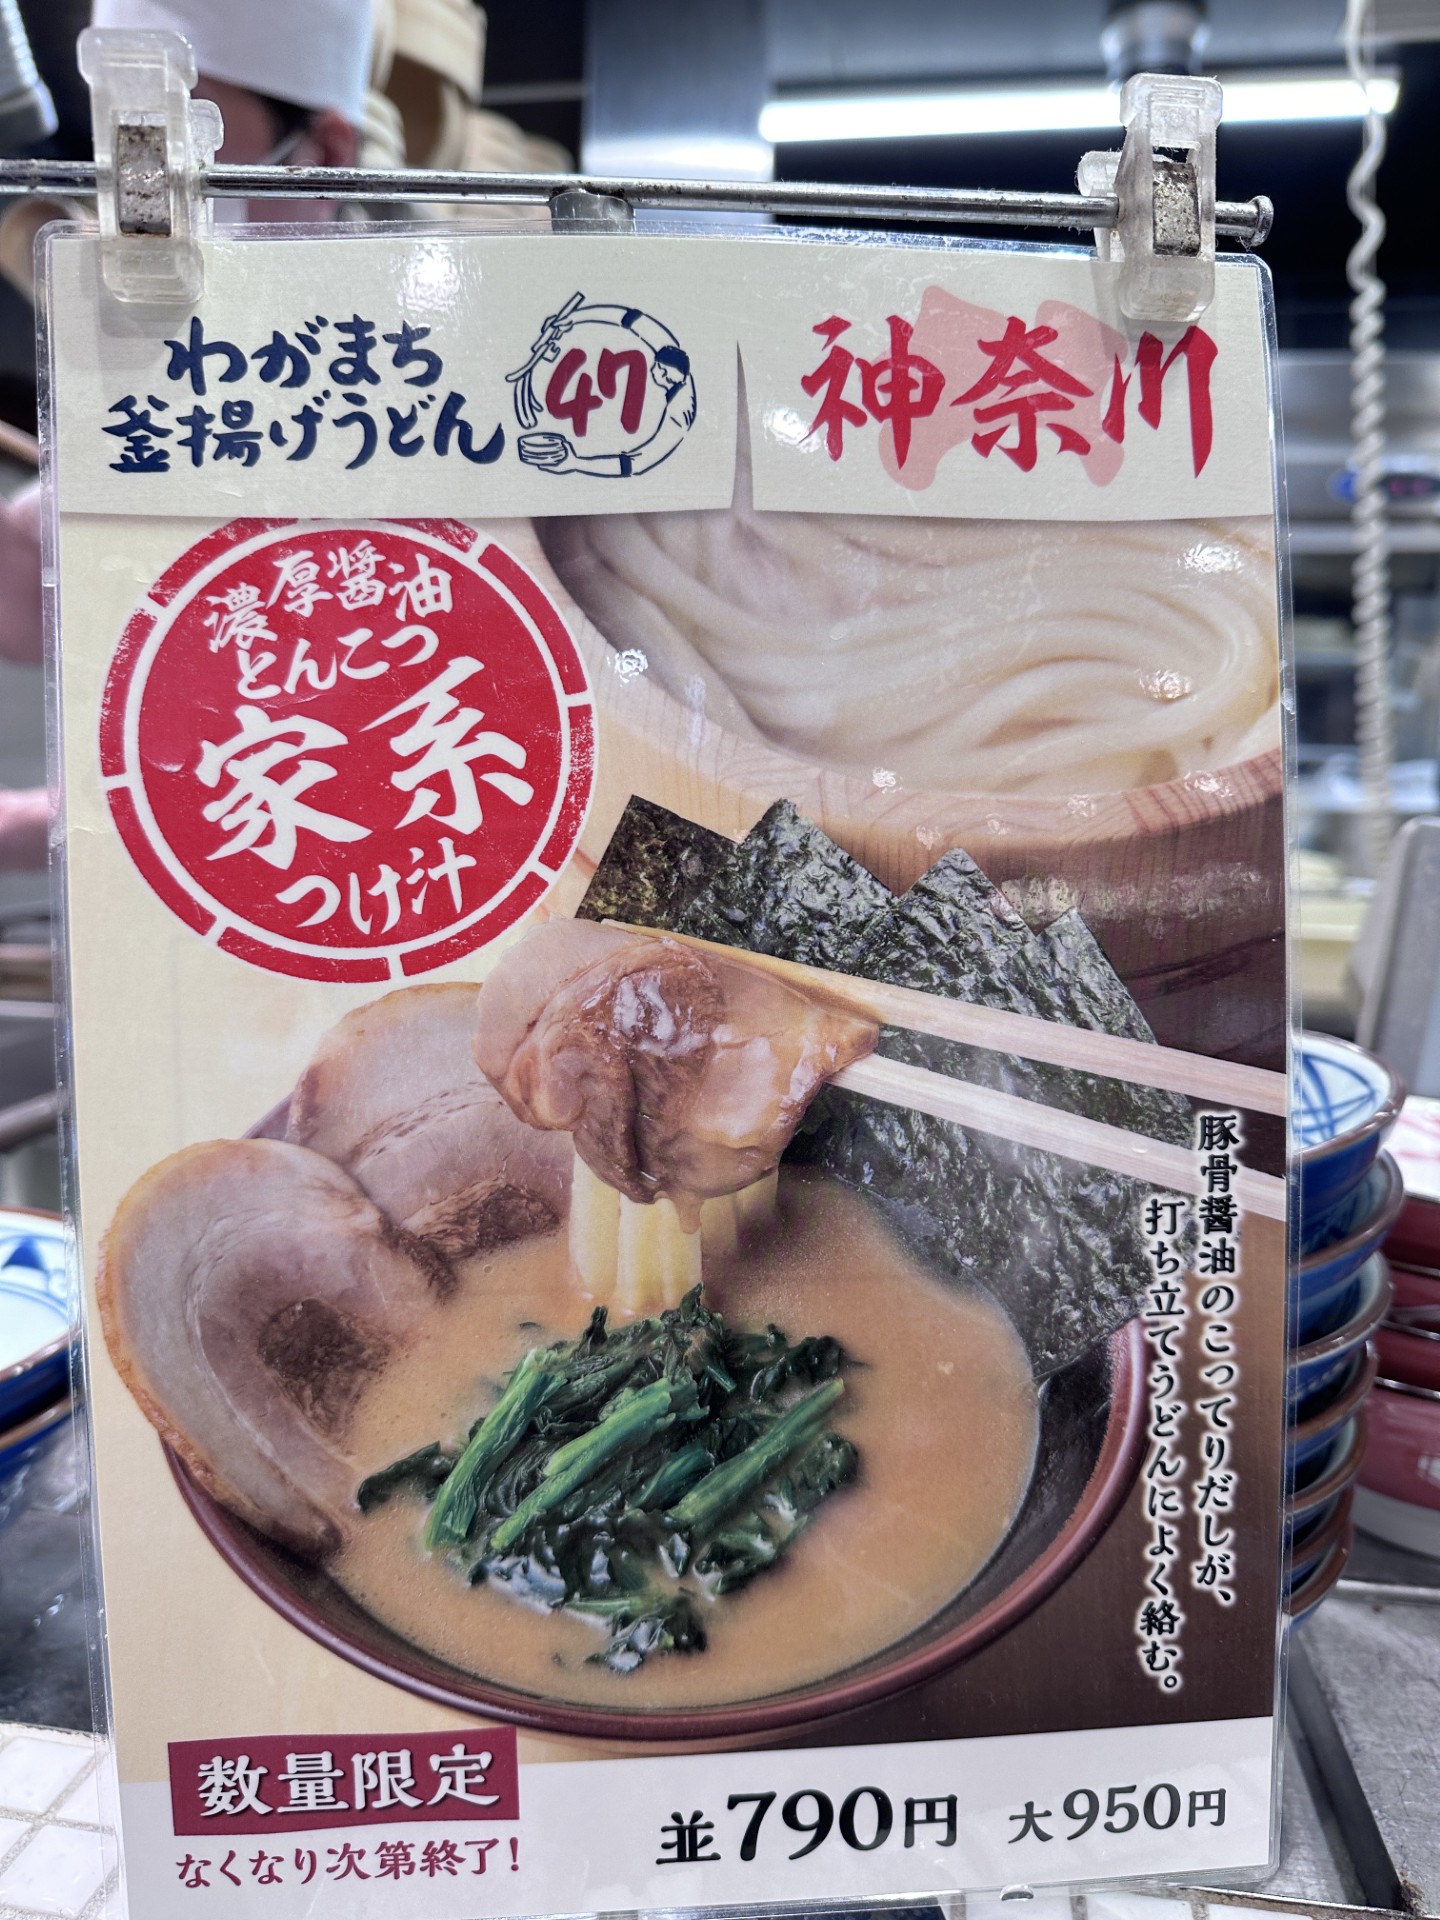 わがまち
釜揚げうどん
47
神奈川
濃厚醤油
とんこつ
家系
つけ汁
豚骨醤油のこってりだしが、
打ち立てうどんによく絡む。
数量限定
なくなり次第終了!
並790円 大950円